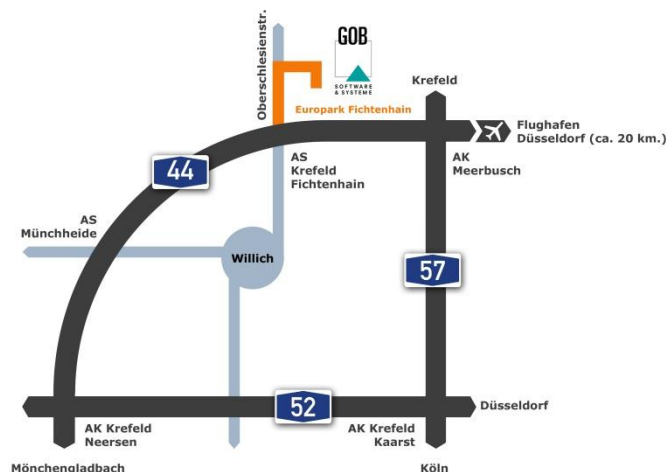 Oberschlesienstr.
GOB
SOFTWARE
& SYSTEME
Europark Fichtenhain
Krefeld
Flughafen
Düsseldorf (ca. 20 km.)
AS
Krefeld
Fichtenhain
AK
Meerbusch
44
AS
Münchheide
Willich
57
52
Düsseldorf
AK Krefeld
Neersen
AK Krefeld
Kaarst
Mönchengladbach
Köln